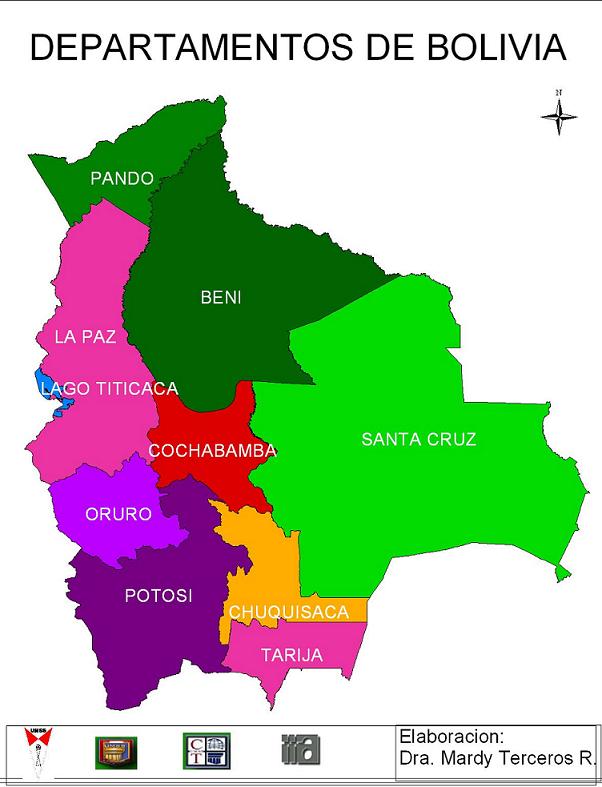 DEPARTAMENTOS DE BOLIVIA
N
PANDO
BENI
LA PAZ
LAGO TITICACA
SANTA CRUZ
COCHABAMBA
ORURO
POTOSI
CHUQUISACA
TARIJA
UMSS
C T
Elaboracion:
Dra. Mardy Terceros R.